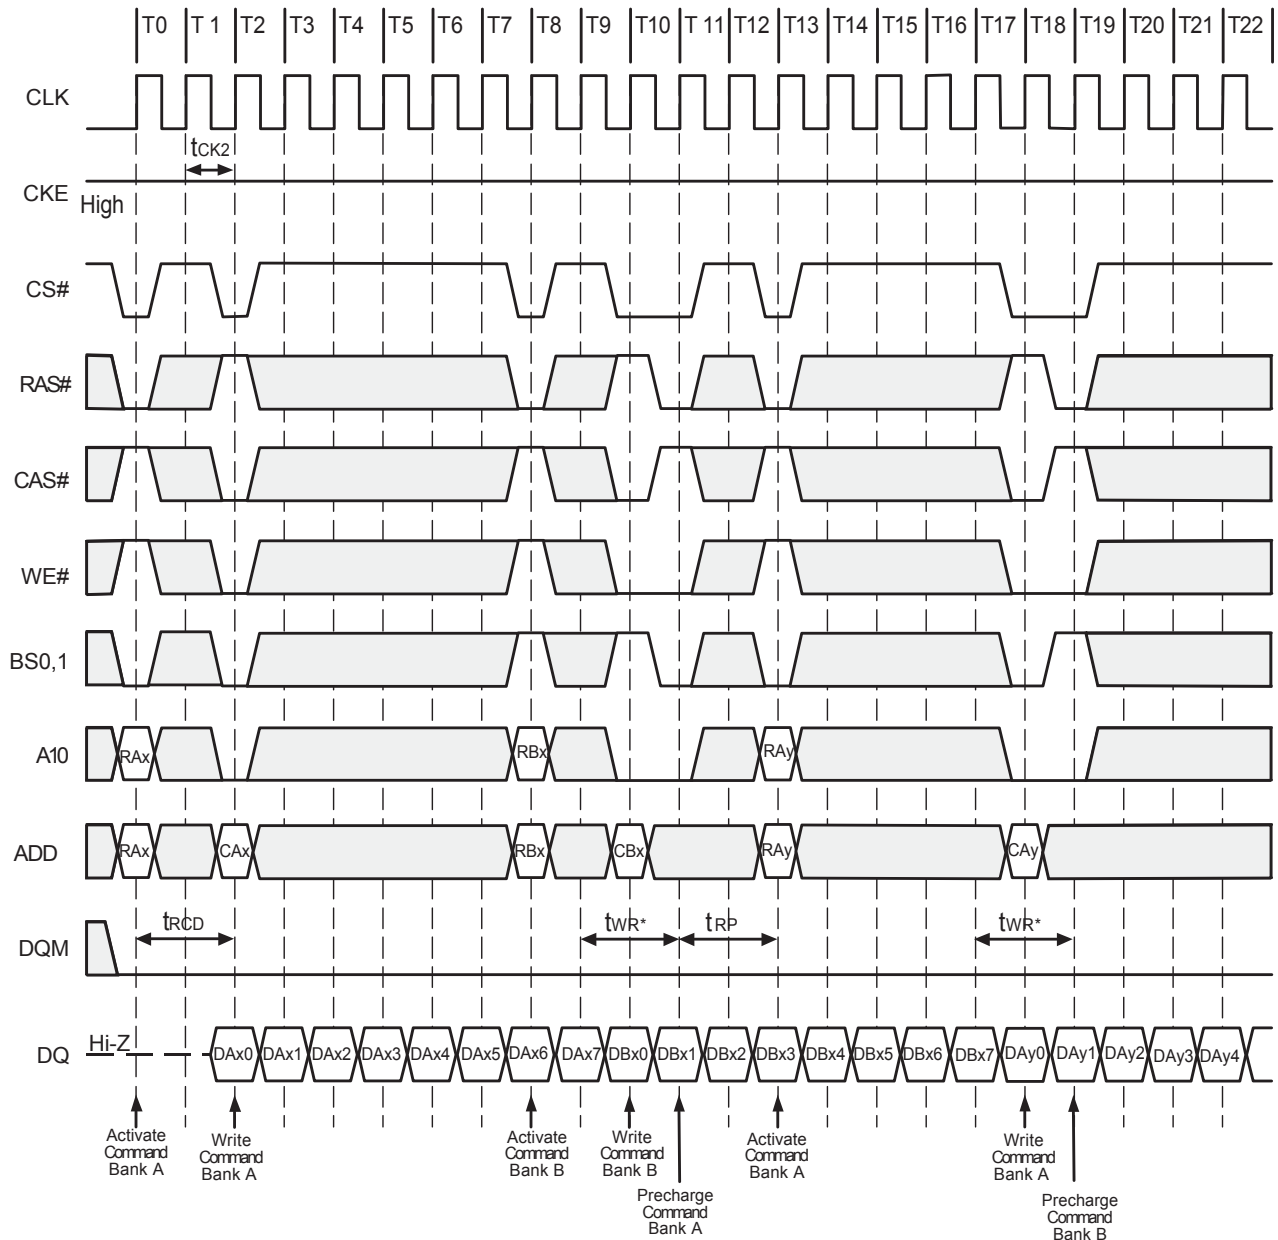 T0 T 1 T2 T3 T4 T5 T6 T7 T8 T9 T10 T 11 T12 T13 T14 T15 T16 T17 T18 T19 T20 T21 T22
CLK
tCK2
CKE
High
CS#
RAS#
CAS#
WE#
BS0,1
A10
RAx RBx RAy
ADD
RAx CAx RBx CBx RAy CAy
DQM
tRCD tWR* tRP tWR*
DQ
Hi-Z
DAx0 DAx1 DAx2 DAx3 DAx4 DAx5 DAx6 DAx7 DBx0 DBx1 DBx2 DBx3 DBx4 DBx5 DBx6 DBx7 DAy0 DAy1 DAy2 DAy3 DAy4
Activate
Command
Bank A
Write
Command
Bank A
Activate
Command
Bank B
Write
Command
Bank B
Precharge
Command
Bank A
Activate
Command
Bank A
Write
Command
Bank A
Precharge
Command
Bank B